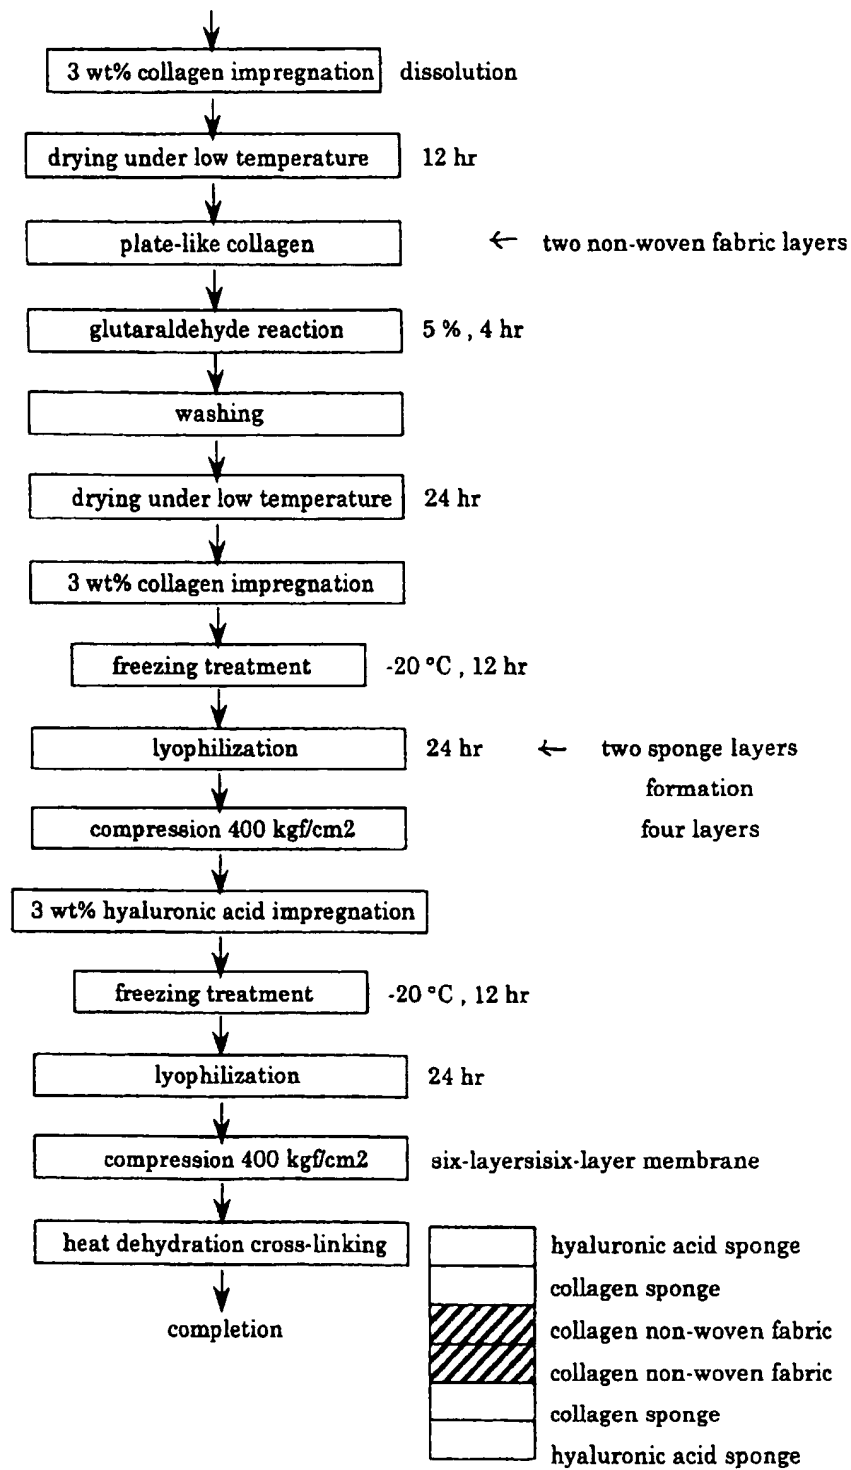 3 wt% collagen impregnation dissolution
drying under low temperature 12 hr
plate-like collagen ← two non-woven fabric layers
glutaraldehyde reaction 5 % , 4 hr
washing
drying under low temperature 24 hr
3 wt% collagen impregnation
freezing treatment -20 °C , 12 hr
lyophilization 24 hr ← two sponge layers
formation
compression 400 kgf/cm2 four layers
3 wt% hyaluronic acid impregnation
freezing treatment -20 °C , 12 hr
lyophilization 24 hr
compression 400 kgf/cm2 six-layersisix-layer membrane
heat dehydration cross-linking hyaluronic acid sponge
collagen sponge
completion collagen non-woven fabric
collagen non-woven fabric
collagen sponge
hyaluronic acid sponge